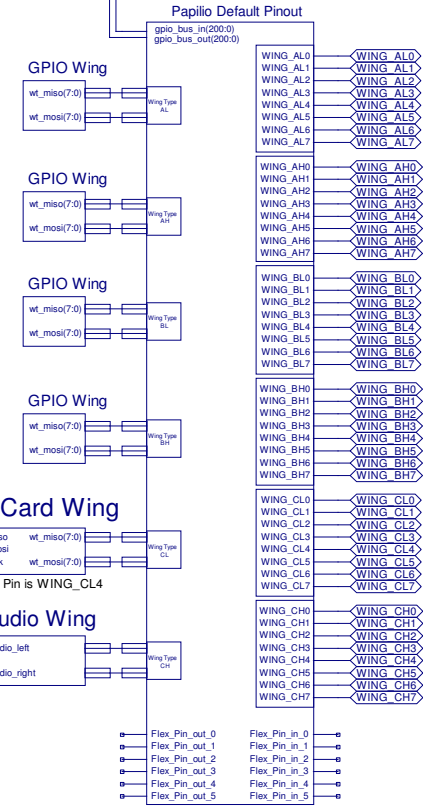 Papilio Default Pinout
gpio_bus_in(200:0)
gpio_bus_out(200:0)
GPIO Wing
wt_miso(7:0)
wt_mosi(7:0)
Wing Type
AL
WING_AL0 WING_AL0
WING_AL1 WING_AL1
WING_AL2 WING_AL2
WING_AL3 WING_AL3
WING_AL4 WING_AL4
WING_AL5 WING_AL5
WING_AL6 WING_AL6
WING_AL7 WING_AL7
GPIO Wing
wt_miso(7:0)
wt_mosi(7:0)
Wing Type
AH
WING_AH0 WING_AH0
WING_AH1 WING_AH1
WING_AH2 WING_AH2
WING_AH3 WING_AH3
WING_AH4 WING_AH4
WING_AH5 WING_AH5
WING_AH6 WING_AH6
WING_AH7 WING_AH7
GPIO Wing
wt_miso(7:0)
wt_mosi(7:0)
Wing Type
BL
WING_BL0 WING_BL0
WING_BL1 WING_BL1
WING_BL2 WING_BL2
WING_BL3 WING_BL3
WING_BL4 WING_BL4
WING_BL5 WING_BL5
WING_BL6 WING_BL6
WING_BL7 WING_BL7
GPIO Wing
wt_miso(7:0)
wt_mosi(7:0)
Wing Type
BH
WING_BH0 WING_BH0
WING_BH1 WING_BH1
WING_BH2 WING_BH2
WING_BH3 WING_BH3
WING_BH4 WING_BH4
WING_BH5 WING_BH5
WING_BH6 WING_BH6
WING_BH7 WING_BH7
Card Wing
so wt_miso(7:0)
osi
k wt_mosi(7:0)
Pin is WING_CL4
Wing Type
CL
WING_CL0 WING_CL0
WING_CL1 WING_CL1
WING_CL2 WING_CL2
WING_CL3 WING_CL3
WING_CL4 WING_CL4
WING_CL5 WING_CL5
WING_CL6 WING_CL6
WING_CL7 WING_CL7
udio Wing
dio_left
dio_right
Wing Type
CH
WING_CH0 WING_CH0
WING_CH1 WING_CH1
WING_CH2 WING_CH2
WING_CH3 WING_CH3
WING_CH4 WING_CH4
WING_CH5 WING_CH5
WING_CH6 WING_CH6
WING_CH7 WING_CH7
Flex_Pin_out_0 Flex_Pin_in_0
Flex_Pin_out_1 Flex_Pin_in_1
Flex_Pin_out_2 Flex_Pin_in_2
Flex_Pin_out_3 Flex_Pin_in_3
Flex_Pin_out_4 Flex_Pin_in_4
Flex_Pin_out_5 Flex_Pin_in_5